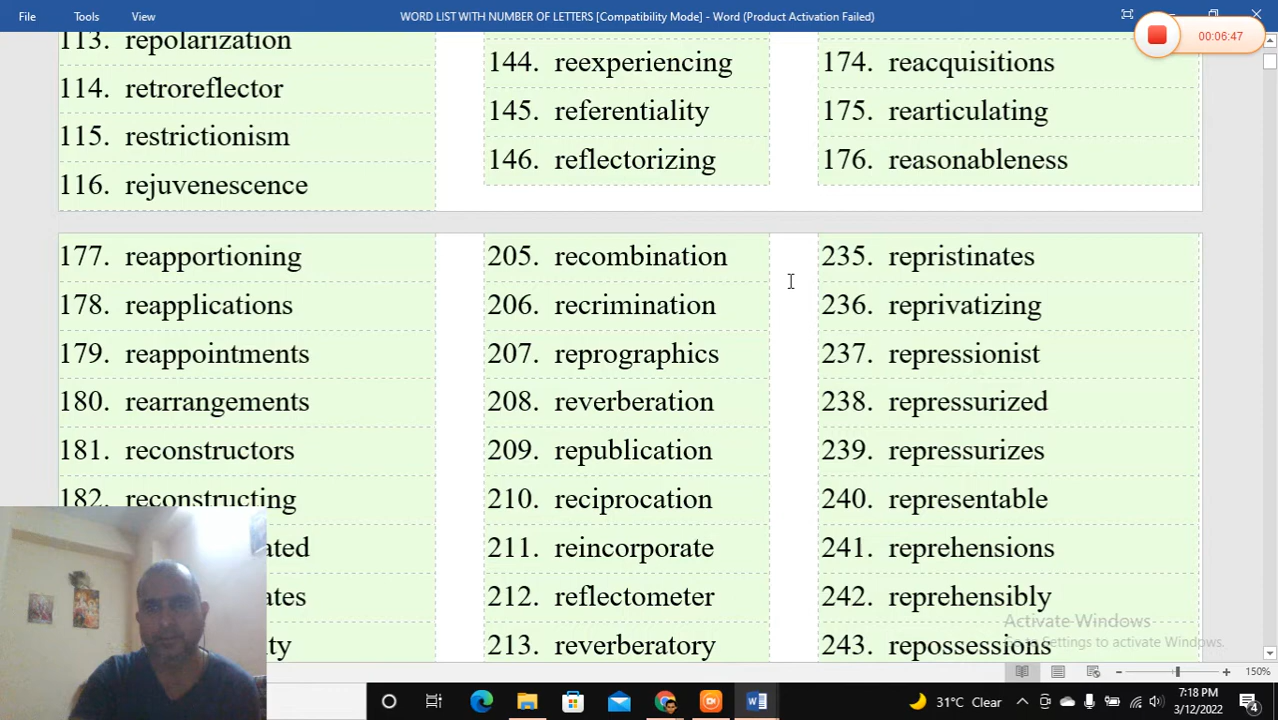 File Tools View WORD LIST WITH NUMBER OF LETTERS [Compatibility Mode] - Word (Product Activation Failed)
00:06:47
113. repolarization
114. retroreflector
115. restrictionism
116. rejuvenescence
144. reexperiencing
145. referentiality
146. reflectorizing
174. reacquisitions
175. rearticulating
176. reasonableness
177. reapportioning
178. reapplications
179. reappointments
180. rearrangements
181. reconstructors
182. reconstructing
205. recombination
206. recrimination
207. reprographics
208. reverberation
209. republication
210. reciprocation
211. reincorporate
212. reflectometer
213. reverberatory
235. repristinates
236. reprivatizing
237. repressionist
238. repressurized
239. repressurizes
240. representable
241. reprehensions
242. reprehensibly
243. repossessions
Activate Windows
Go to Settings to activate Windows.
150%
31°C Clear
7:18 PM
3/12/2022
4